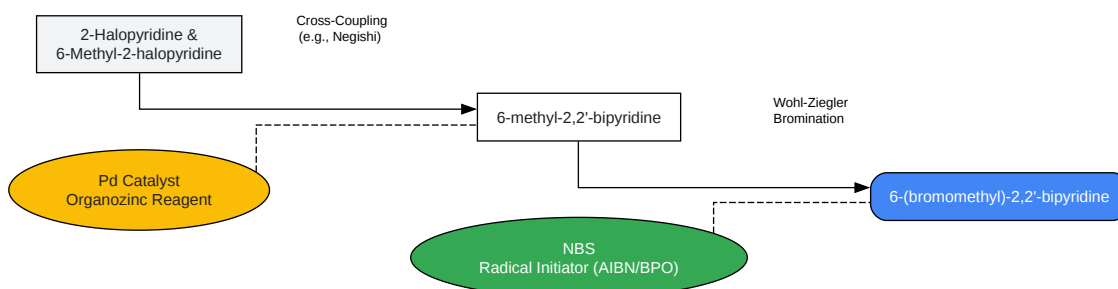 2-Halopyridine &
6-Methyl-2-halopyridine
Cross-Coupling
(e.g., Negishi)
6-methyl-2,2'-bipyridine
Wohl-Ziegler
Bromination
Pd Catalyst
Organozinc Reagent
6-(bromomethyl)-2,2'-bipyridine
NBS
Radical Initiator (AIBN/BPO)